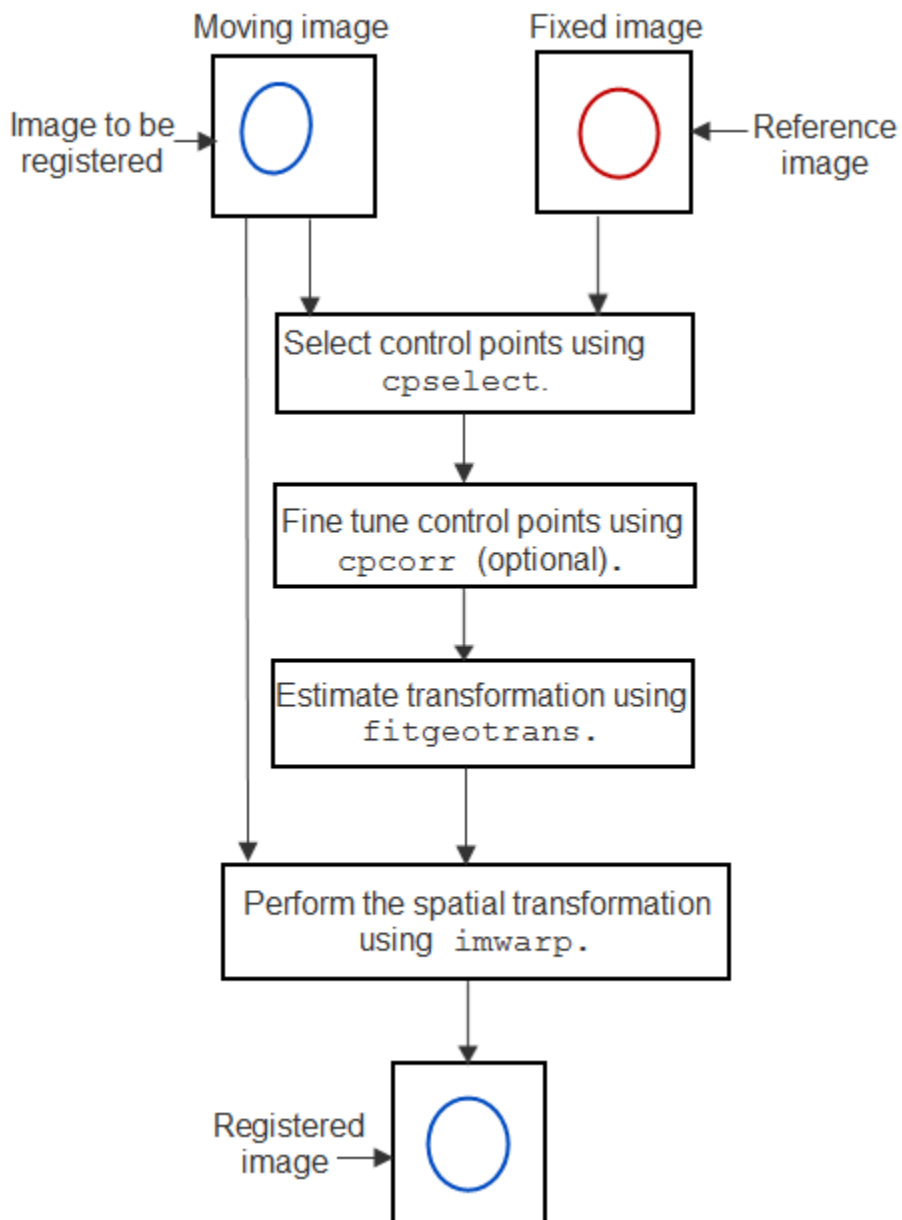 Moving image
Fixed image
Image to be
registered
Reference
image
Select control points using
cpselect.
Fine tune control points using
cpcorr (optional).
Estimate transformation using
fitgeotrans.
Perform the spatial transformation
using imwarp.
Registered
image